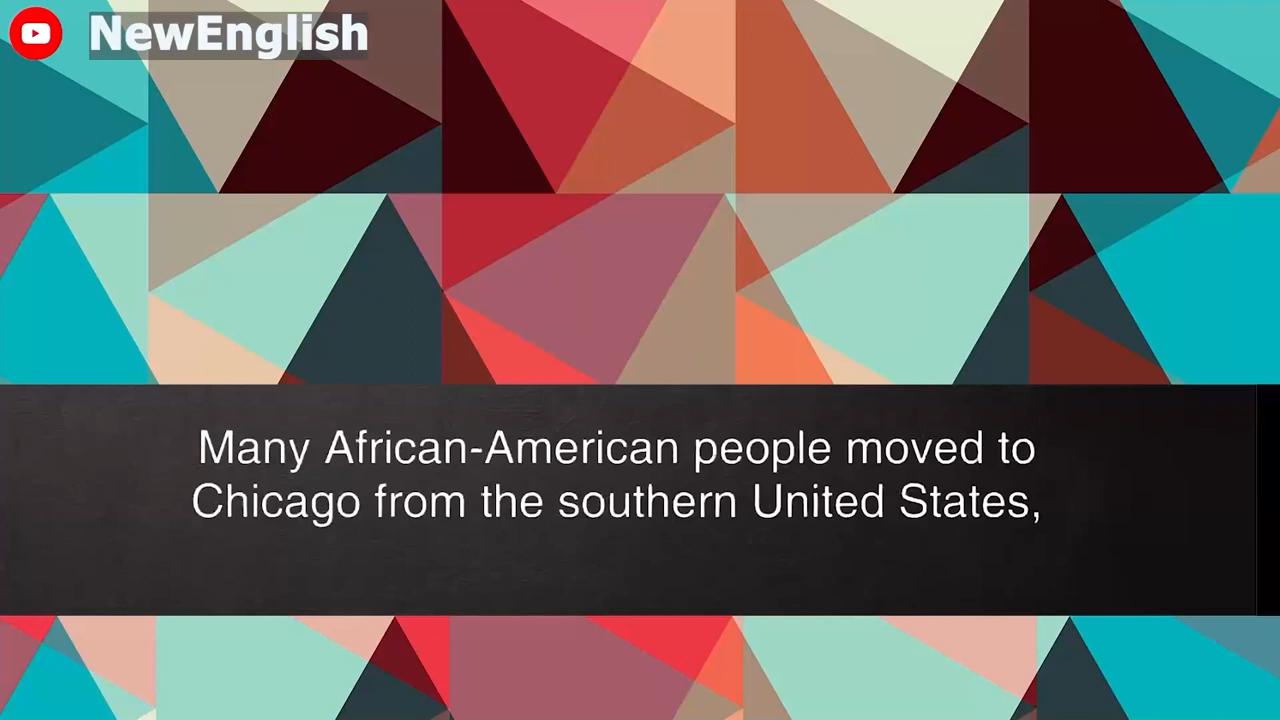 NewEnglish
Many African-American people moved to
Chicago from the southern United States,